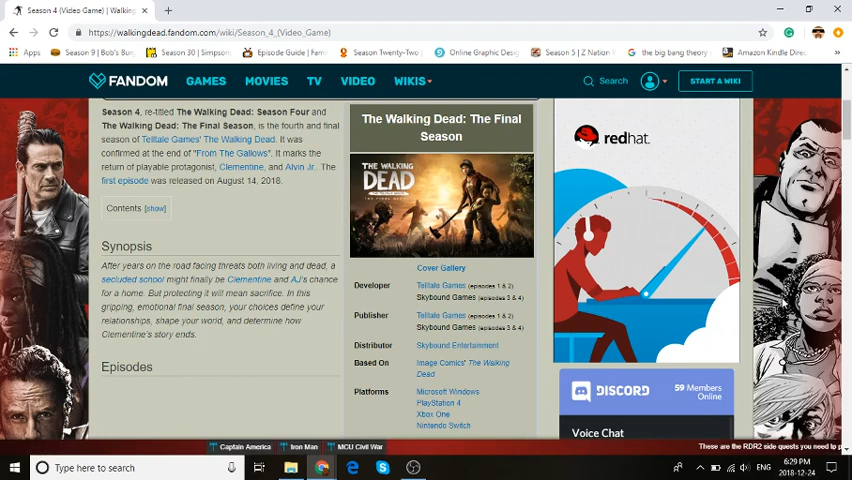 Season 4 (Video Game) | Walking
https://walkingdead.fandom.com/wiki/Season_4_(Video_Game)
Apps Season 9 | Bob's Bur Season 30 | Simpson Episode Guide | Fam Season Twenty-Two | Online Graphic Desig Season 5 | Z Nation the big bang theory Amazon Kindle Direc
FANDOM GAMES MOVIES TV VIDEO WIKIS Search START A WIKI
Season 4, re-titled The Walking Dead: Season Four and
The Walking Dead: The Final Season, is the fourth and final
season of Telltale Games' The Walking Dead. It was
confirmed at the end of "From The Gallows". It marks the
return of playable protagonist, Clementine, and Alvin Jr.. The
first episode was released on August 14, 2018.
Contents [show]
Synopsis
After years on the road facing threats both living and dead, a
secluded school might finally be Clementine and AJ's chance
for a home. But protecting it will mean sacrifice. In this
gripping, emotional final season, your choices define your
relationships, shape your world, and determine how
Clementine's story ends.
Episodes
The Walking Dead: The Final
Season
THE WALKING
DEAD
THE FINAL SEASON
Cover Gallery
Developer Telltale Games (episodes 1 & 2)
Skybound Games (episodes 3 & 4)
Publisher Telltale Games (episodes 1 & 2)
Skybound Games (episodes 3 & 4)
Distributor Skybound Entertainment
Based On Image Comics' The Walking
Dead
Platforms Microsoft Windows
PlayStation 4
Xbox One
Nintendo Switch
redhat.
DISCORD 59 Members
Online
Voice Chat
Captain America Iron Man MCU Civil War These are the RDR2 side quests you need to p
Type here to search
ENG 6:29 PM
2018-12-24